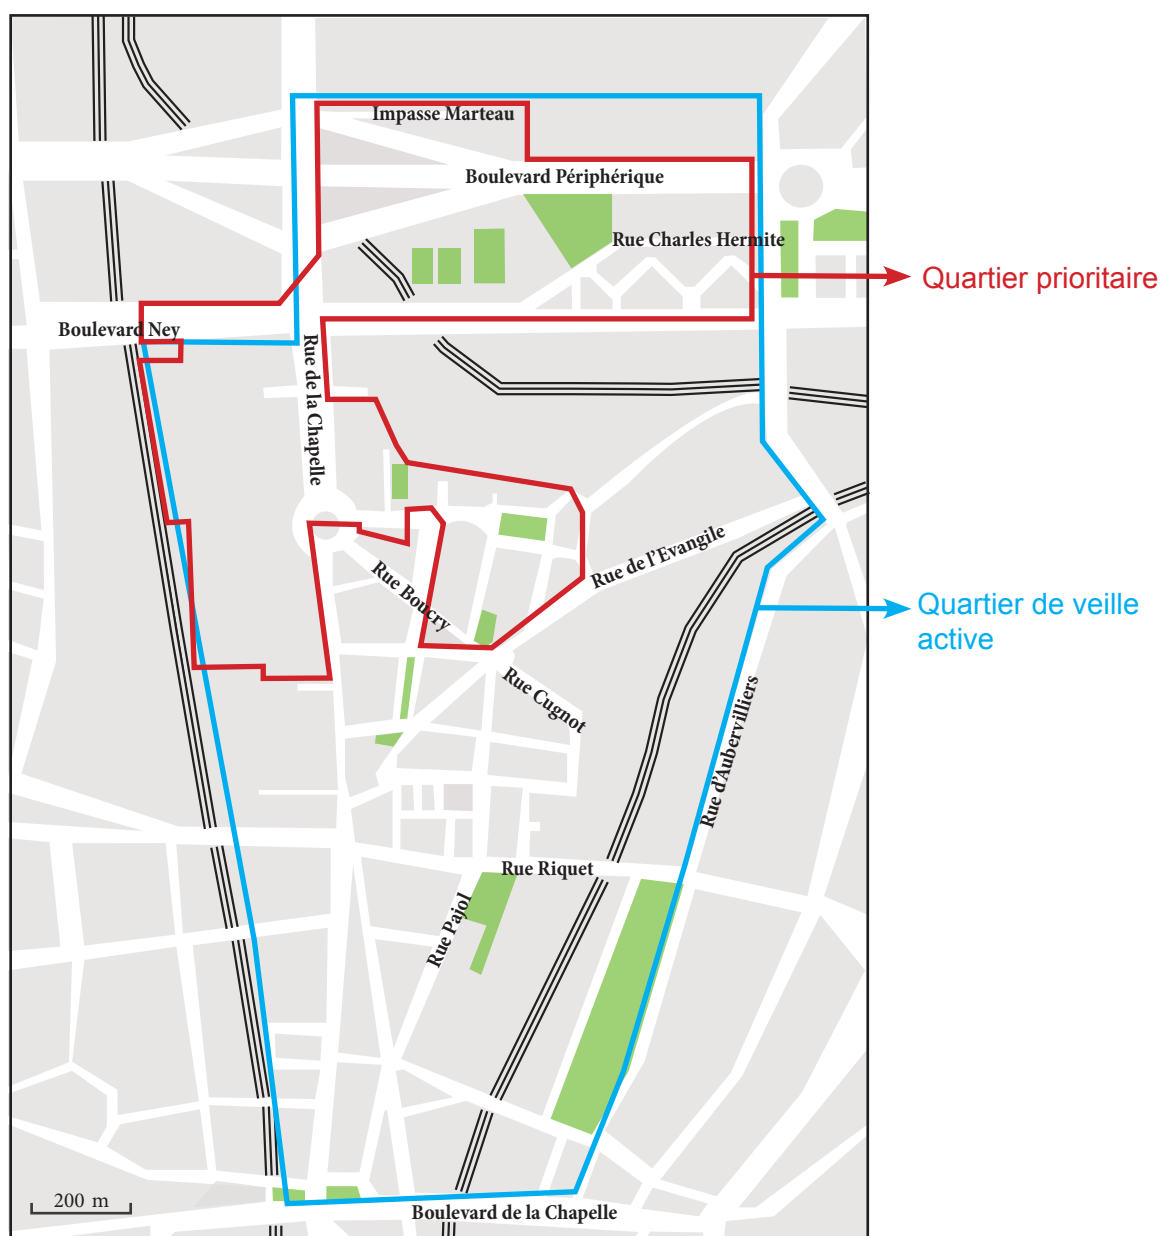 Impasse Marteau
Boulevard Périphérique
Rue Charles Hermite
Quartier prioritaire
Boulevard Ney
Rue de la Chapelle
Rue de l'Evangile
Rue Boucry
Quartier de veille
active
Rue Cugnot
Rue d'Aubervilliers
Rue Riquet
Rue Pajol
200 m
Boulevard de la Chapelle